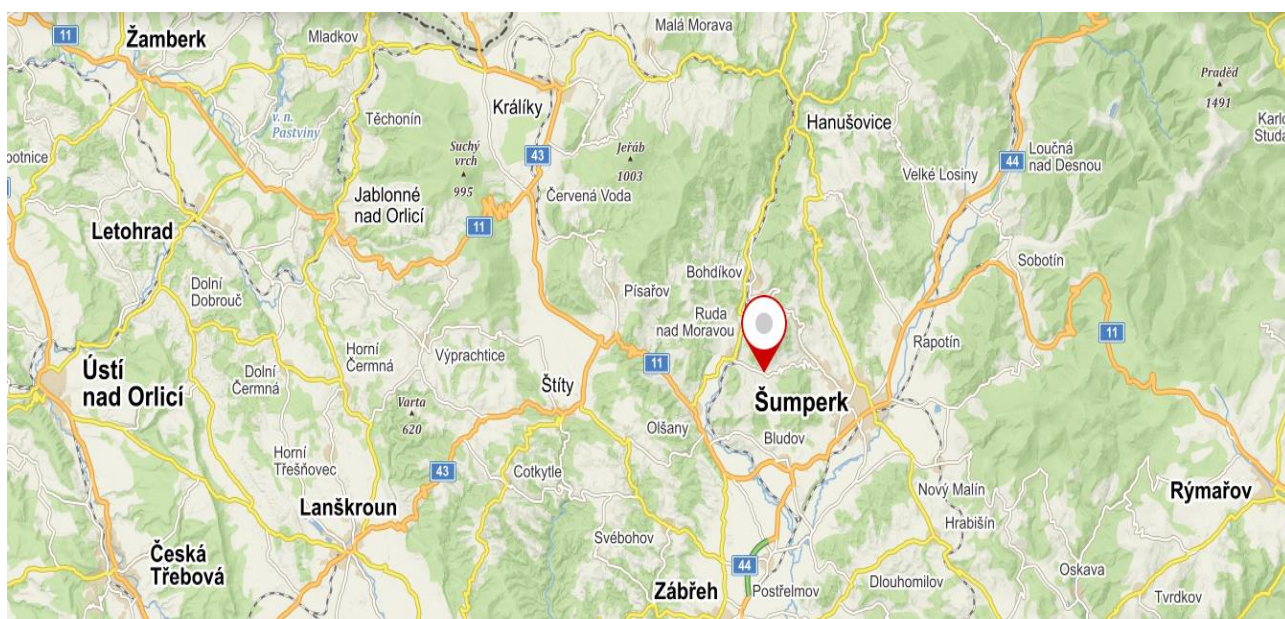 11
Žamberk
Mladkov
Malá Morava
11
Praděd
1491
v. n.
Pastviny
Těchonín
Králíky
Suchý
vrch
995
43
Jeřáb
1003
Hanušovice
44
Loučná
nad Desnou
Karlo
Studa
otnice
Velké Losiny
Jablonné
nad Orlicí
11
Červená Voda
Letohrad
Dolní
Dobrouč
Bohdíkov
Sobotín
Písařov
Ruda
nad Moravou
11
Rapotín
11
Horní
Čermná
Výprachtice
Ústí
nad Orlicí
Dolní
Čermná
Štíty
Šumperk
Varta
620
Olšany
Bludov
Horní
Třešňovec
43
Cotkytle
Nový Malín
Rýmařov
Lanškroun
Hrabišín
Svébohov
Česká
Třebová
44
Zábřeh
Postřelmov
Dlouhomilov
Oskava
Tvrdkov